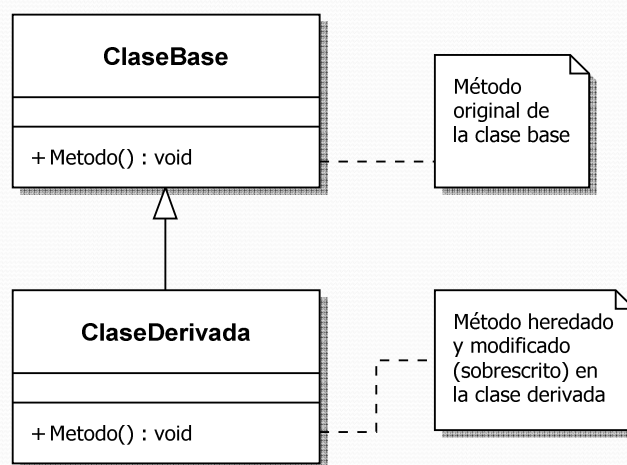 ClaseBase
+ Metodo() : void
Método
original de
la clase base
ClaseDerivada
+ Metodo() : void
Método heredado
y modificado
(sobrescrito) en
la clase derivada